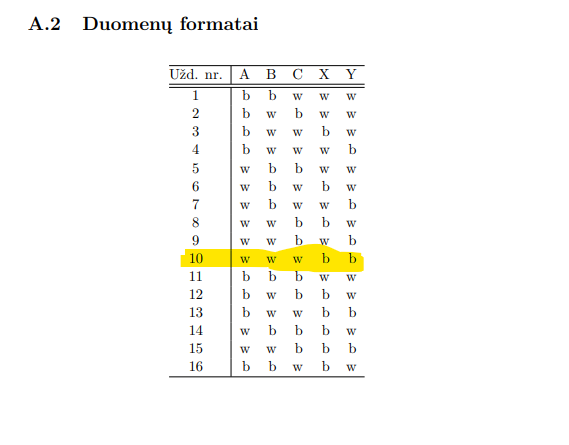 A.2 Duomenų formatai
Užd. nr. A B C X Y
1 b b w w w
2 b w b w w
3 b w w b w
4 b w w w b
5 w b b w w
6 w b w b w
7 w b w w b
8 w w b b w
9 w w b w b
10 w w w b b
11 b b b w w
12 b w b b w
13 b w w b b
14 w b b b w
15 w w b b b
16 b b w b w